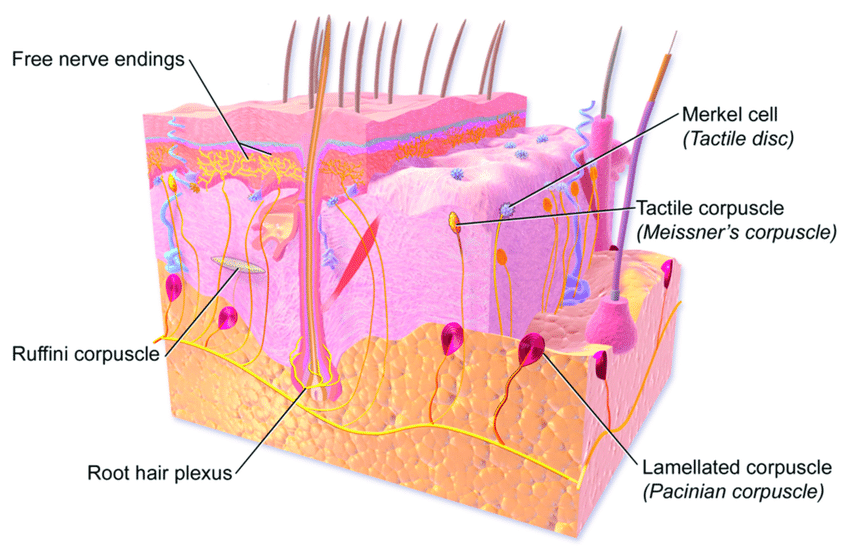 Free nerve endings
Merkel cell
(Tactile disc)
Tactile corpuscle
(Meissner's corpuscle)
Ruffini corpuscle
Root hair plexus
Lamellated corpuscle
(Pacinian corpuscle)